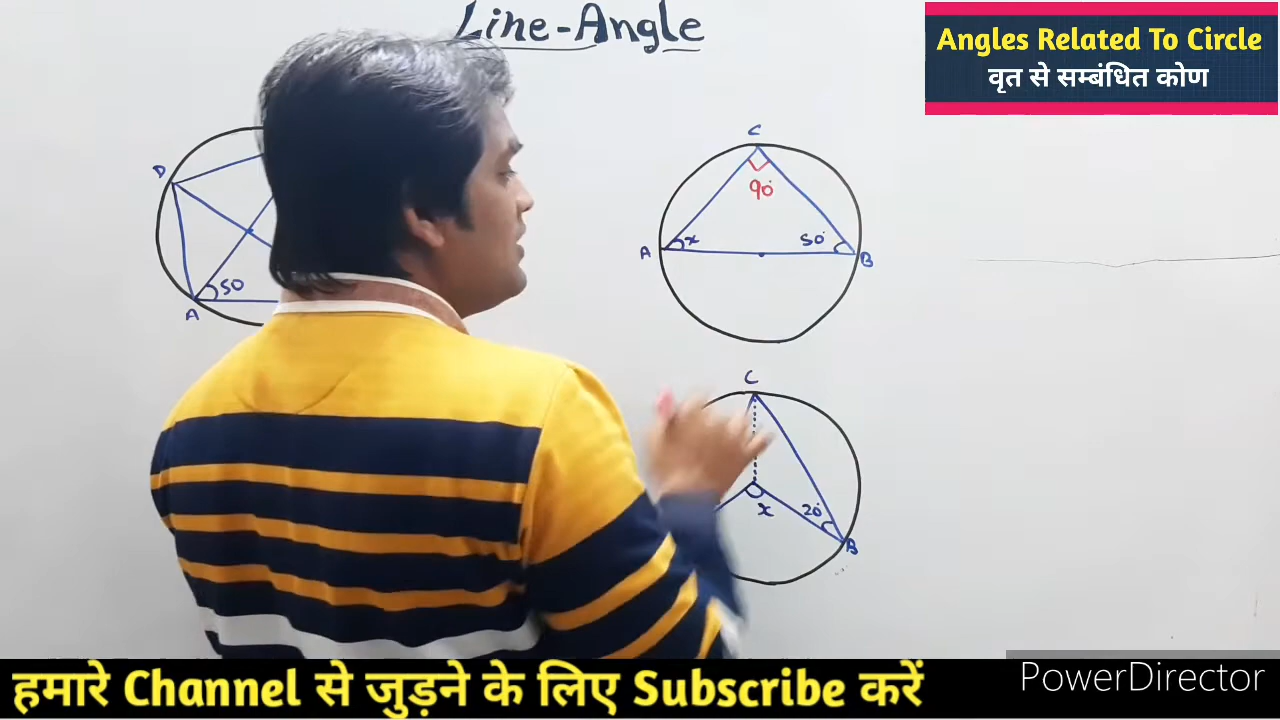 Line-Angle
Angles Related To Circle
वृत से सम्बंधित कोण
D
50
A
C
90°
A
x
50°
B
C
x
20°
B
हमारे Channel से जुड़ने के लिए Subscribe करें
PowerDirector